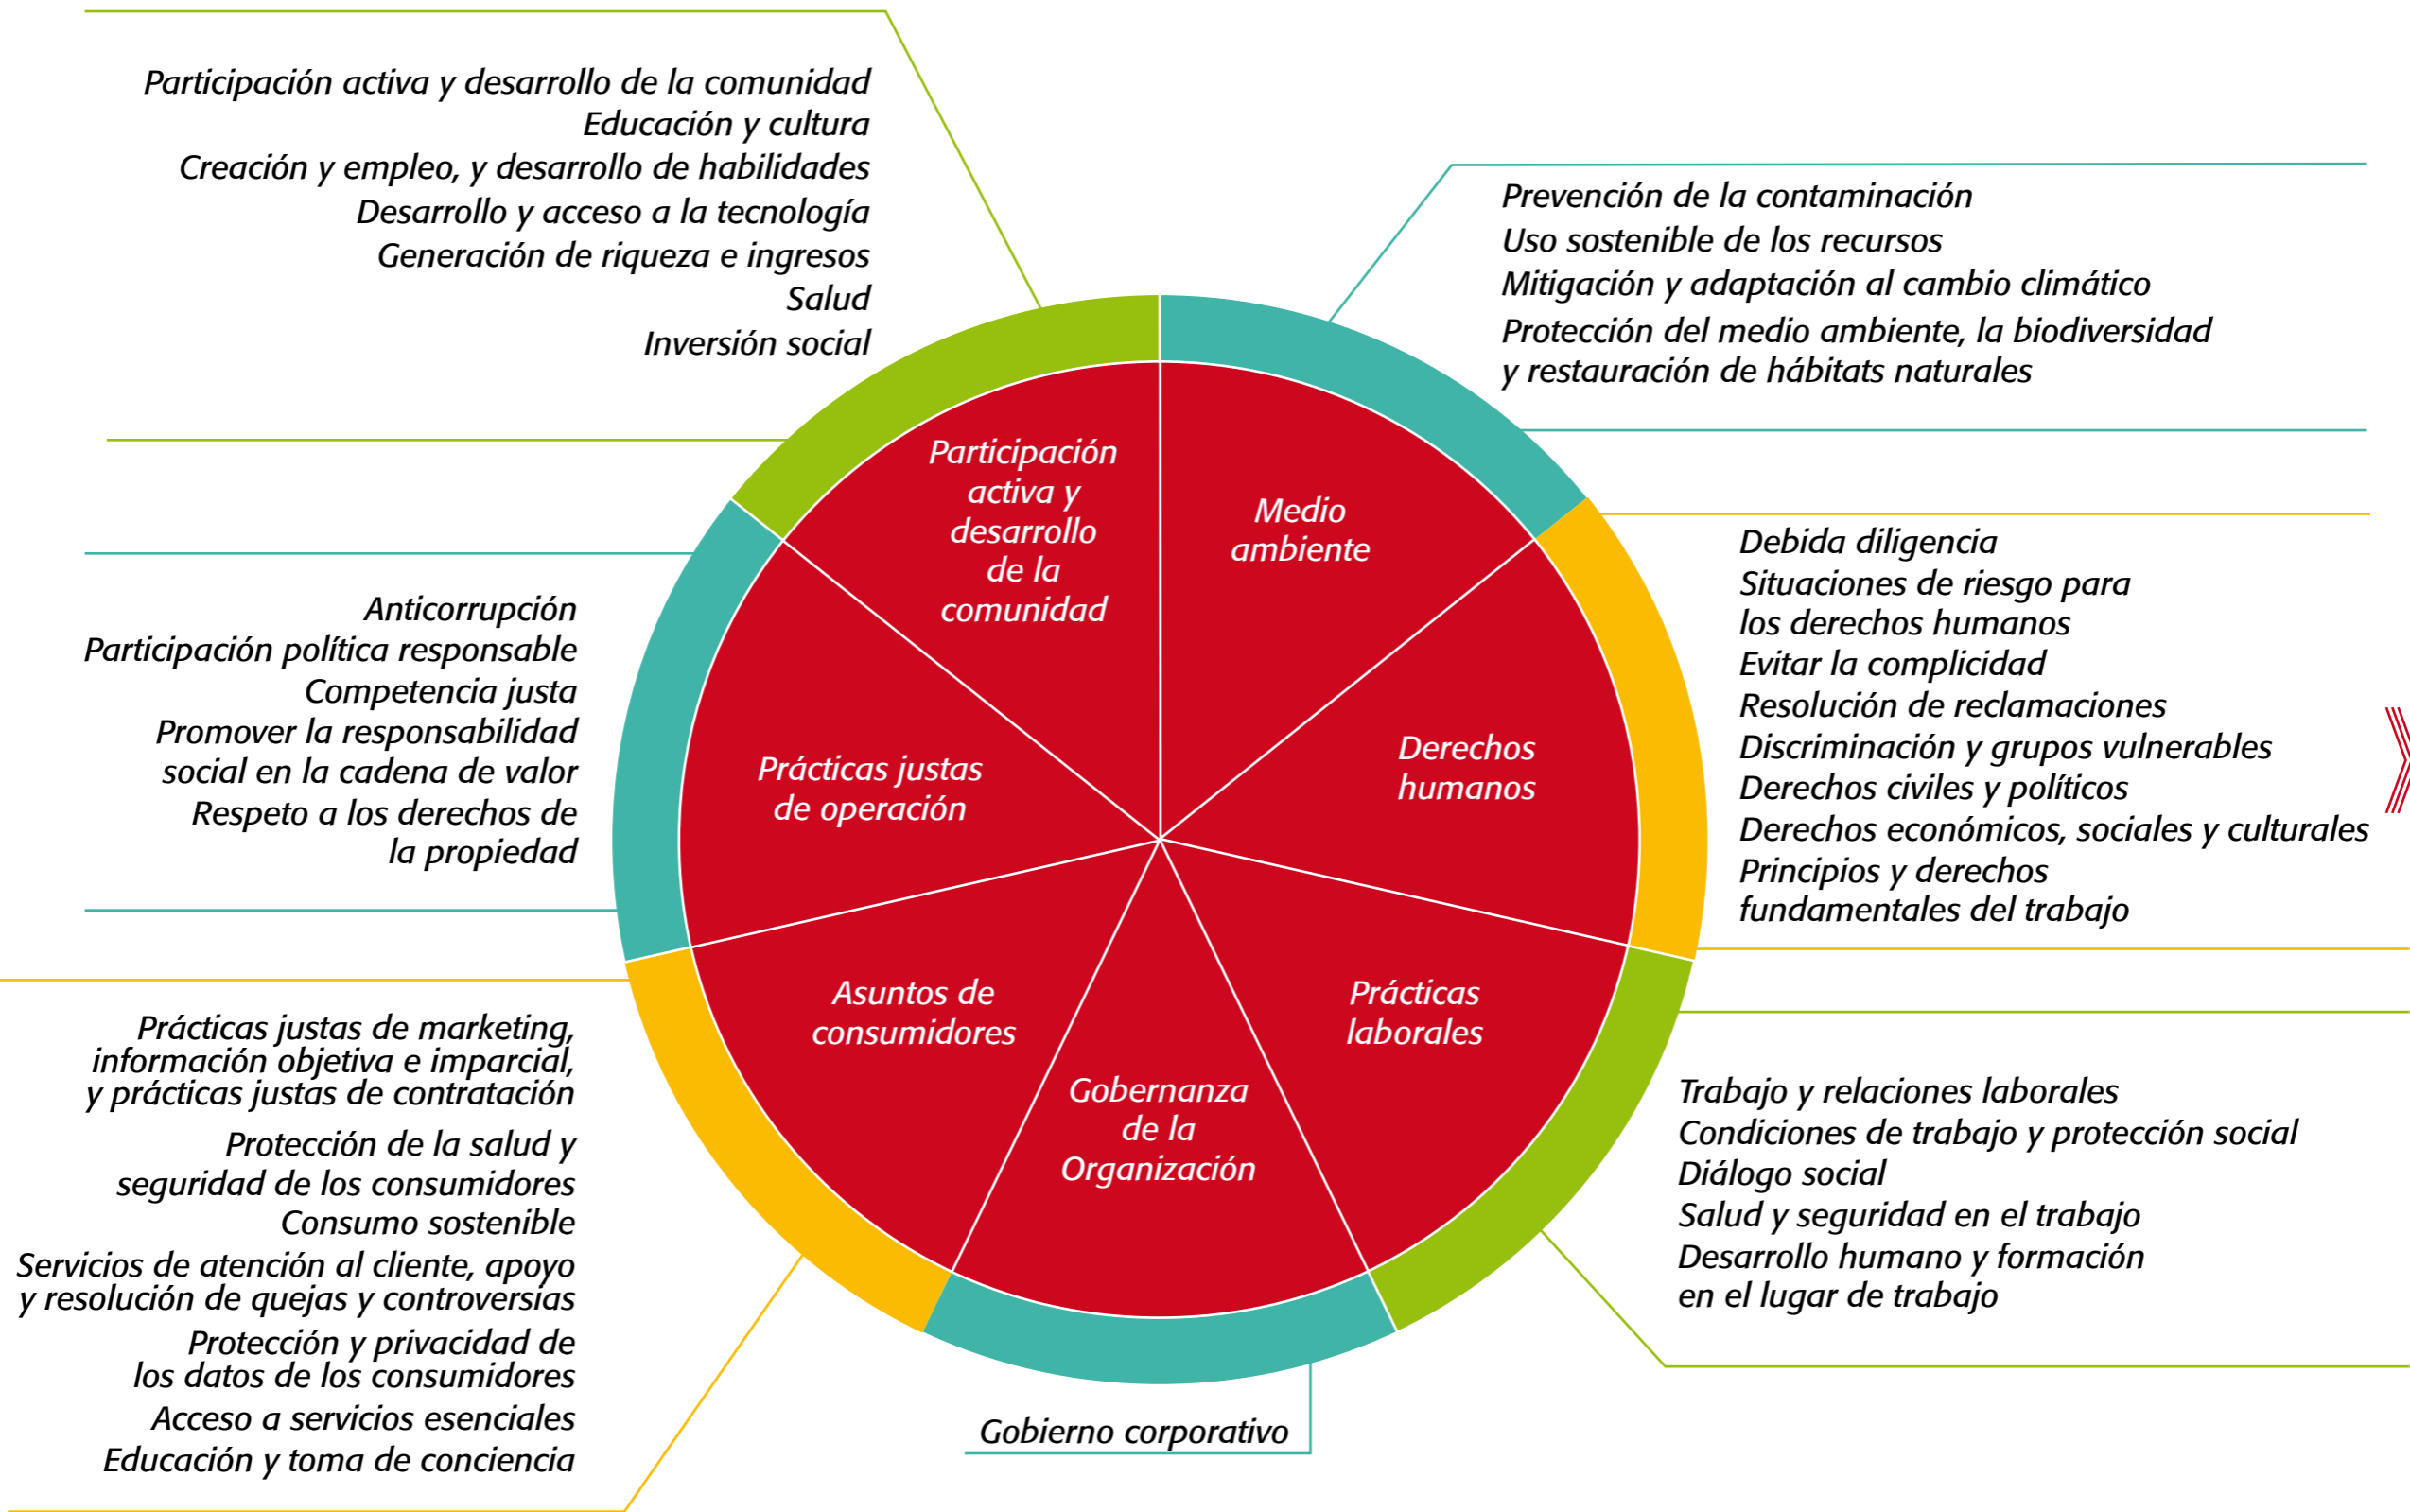 Participación activa y desarrollo de la comunidad
Educación y cultura
Creación y empleo, y desarrollo de habilidades
Desarrollo y acceso a la tecnología
Generación de riqueza e ingresos
Salud
Inversión social
Prevención de la contaminación
Uso sostenible de los recursos
Mitigación y adaptación al cambio climático
Protección del medio ambiente, la biodiversidad
y restauración de hábitats naturales
Participación
activa y
desarrollo
de la
comunidad
Medio
ambiente
Anticorrupción
Participación política responsable
Competencia justa
Promover la responsabilidad
social en la cadena de valor
Respeto a los derechos de
la propiedad
Prácticas justas
de operación
Derechos
humanos
Debida diligencia
Situaciones de riesgo para
los derechos humanos
Evitar la complicidad
Resolución de reclamaciones
Discriminación y grupos vulnerables
Derechos civiles y políticos
Derechos económicos, sociales y culturales
Principios y derechos
fundamentales del trabajo
Asuntos de
consumidores
Gobernanza
de la
Organización
Prácticas
laborales
Prácticas justas de marketing,
información objetiva e imparcial,
y prácticas justas de contratación
Protección de la salud y
seguridad de los consumidores
Consumo sostenible
Servicios de atención al cliente, apoyo
y resolución de quejas y controversias
Protección y privacidad de
los datos de los consumidores
Acceso a servicios esenciales
Educación y toma de conciencia
Trabajo y relaciones laborales
Condiciones de trabajo y protección social
Diálogo social
Salud y seguridad en el trabajo
Desarrollo humano y formación
en el lugar de trabajo
Gobierno corporativo